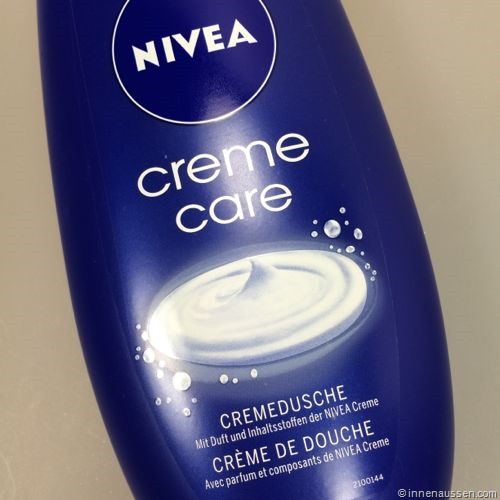 NIVEA
creme
care
CREMEDUSCHE
Mit Duft und Inhaltsstoffen der NIVEA Creme
CRÈME DE DOUCHE
Avec parfum et composants de NIVEA Creme
2100144
© innenaussen.com